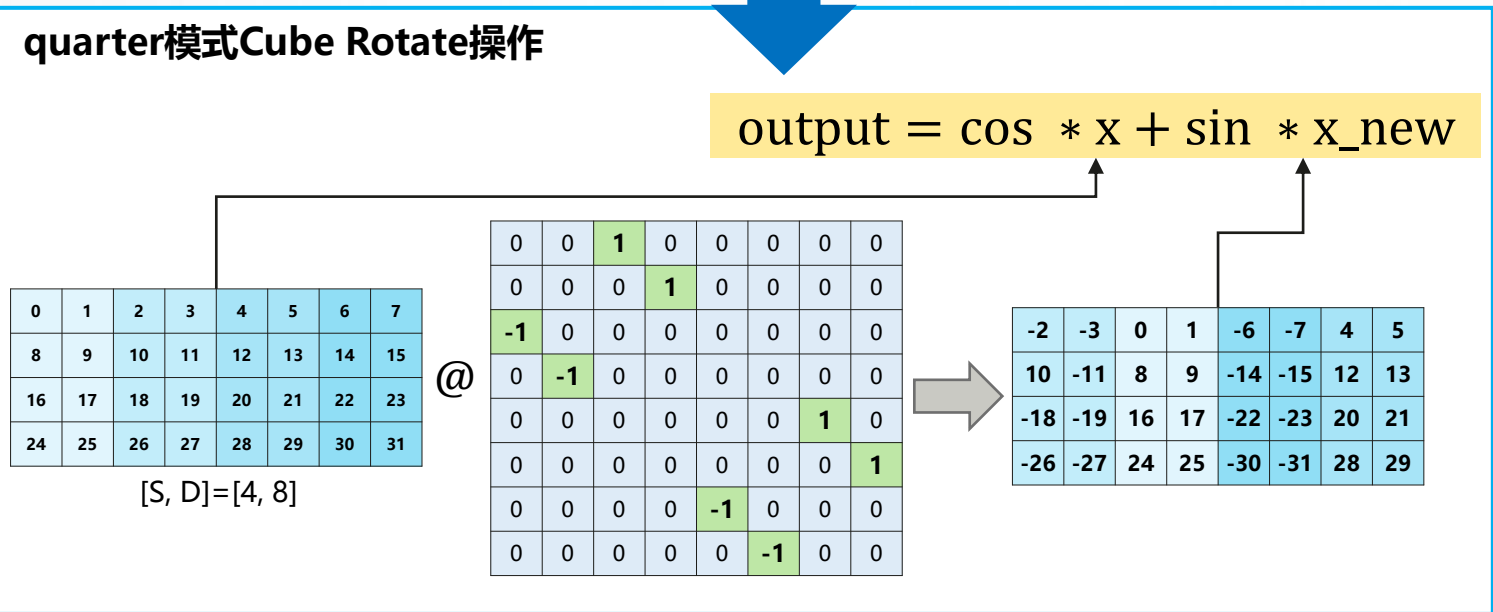 quarter模式Cube Rotate操作
output = cos ∗ x + sin ∗ x_new
0 1 2 3 4 5 6 7
8 9 10 11 12 13 14 15
16 17 18 19 20 21 22 23
24 25 26 27 28 29 30 31
[S, D]=[4, 8]
@
0 0 1 0 0 0 0 0
0 0 0 1 0 0 0 0
-1 0 0 0 0 0 0 0
0 -1 0 0 0 0 0 0
0 0 0 0 0 0 1 0
0 0 0 0 0 0 0 1
0 0 0 0 -1 0 0 0
0 0 0 0 0 -1 0 0
-2 -3 0 1 -6 -7 4 5
10 -11 8 9 -14 -15 12 13
-18 -19 16 17 -22 -23 20 21
-26 -27 24 25 -30 -31 28 29